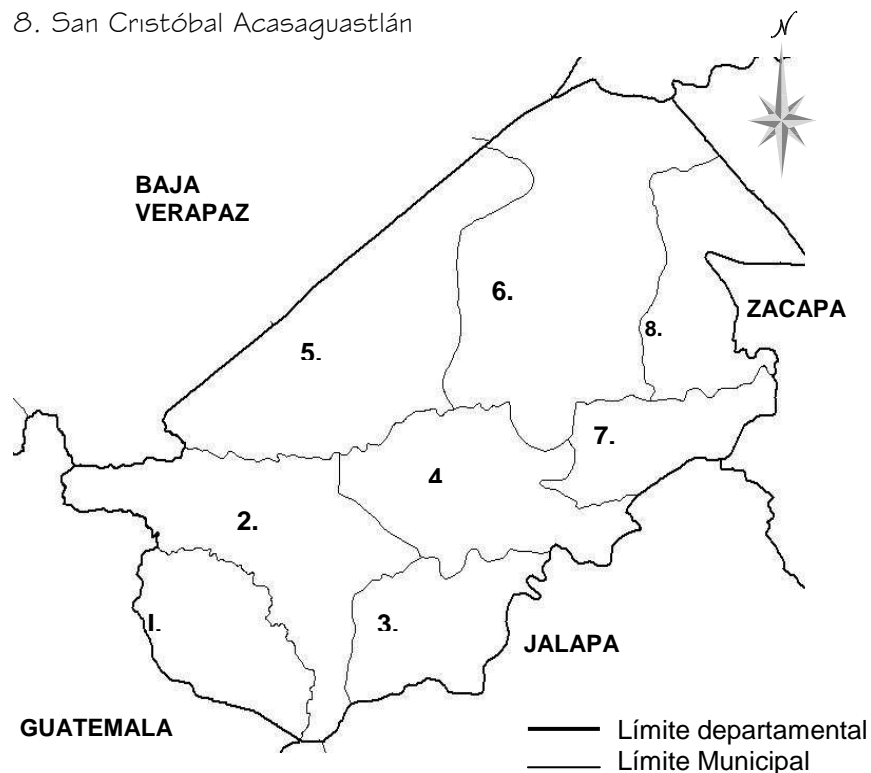 8. San Cristóbal Acasaguastlán
N
BAJA
VERAPAZ
6.
ZACAPA
8.
5.
7.
4
2.
1.
3.
JALAPA
GUATEMALA
Límite departamental
Límite Municipal